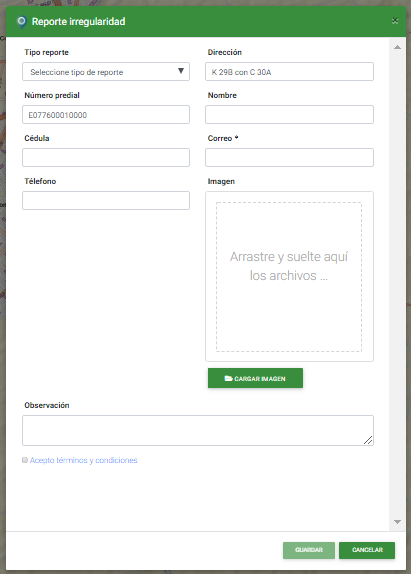 Reporte irregularidad
×
Tipo reporte
Dirección
Seleccione tipo de reporte
K 29B con C 30A
Número predial
Nombre
E077600010000
Cédula
Correo *
Télefono
Imagen
Arrastre y suelte aquí
los archivos ...
CARGAR IMAGEN
Observación
Acepto términos y condiciones
GUARDAR
CANCELAR